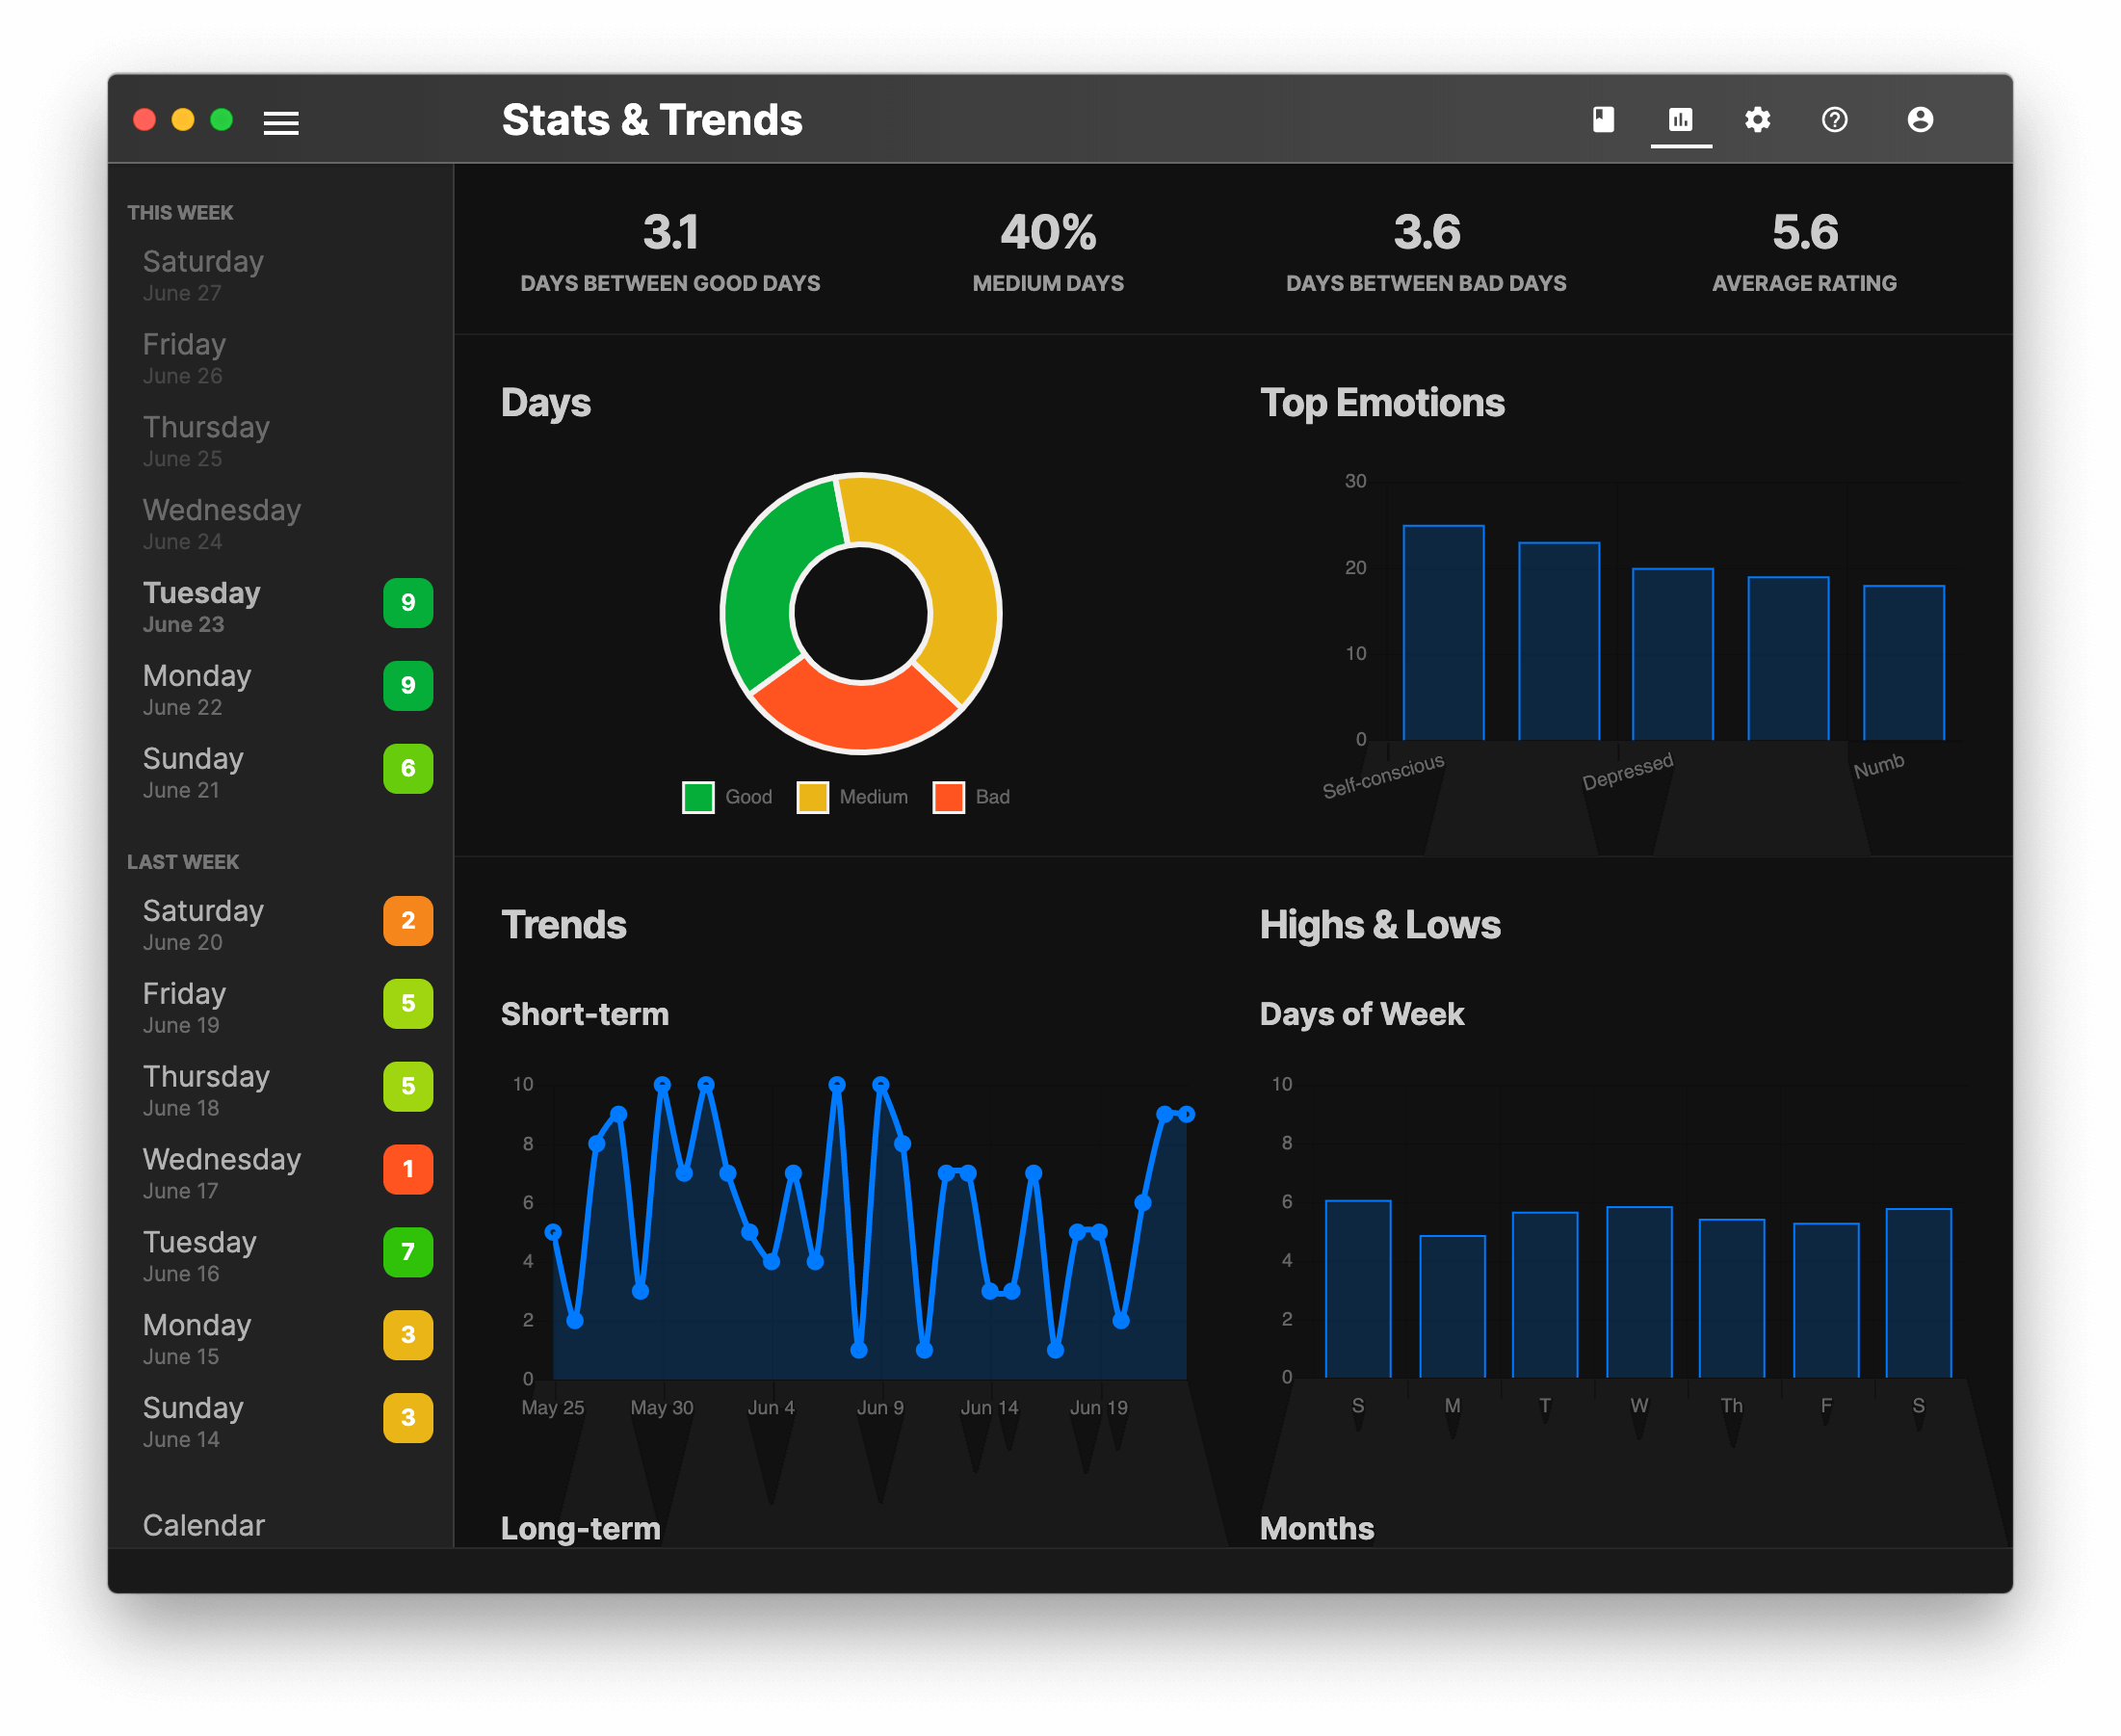 Stats & Trends
THIS WEEK
Saturday
June 27
Friday
June 26
Thursday
June 25
Wednesday
June 24
Tuesday
June 23
9
Monday
June 22
9
Sunday
June 21
6
LAST WEEK
Saturday
June 20
2
Friday
June 19
5
Thursday
June 18
5
Wednesday
June 17
1
Tuesday
June 16
7
Monday
June 15
3
Sunday
June 14
3
Calendar
3.1
DAYS BETWEEN GOOD DAYS
40%
MEDIUM DAYS
3.6
DAYS BETWEEN BAD DAYS
5.6
AVERAGE RATING
Days
Good Medium Bad
Top Emotions
30
20
10
0
Self-conscious Depressed Numb
Trends
Short-term
10
8
6
4
2
0
May 25 May 30 Jun 4 Jun 9 Jun 14 Jun 19
Long-term
Highs & Lows
Days of Week
10
8
6
4
2
0
S M T W Th F S
Months